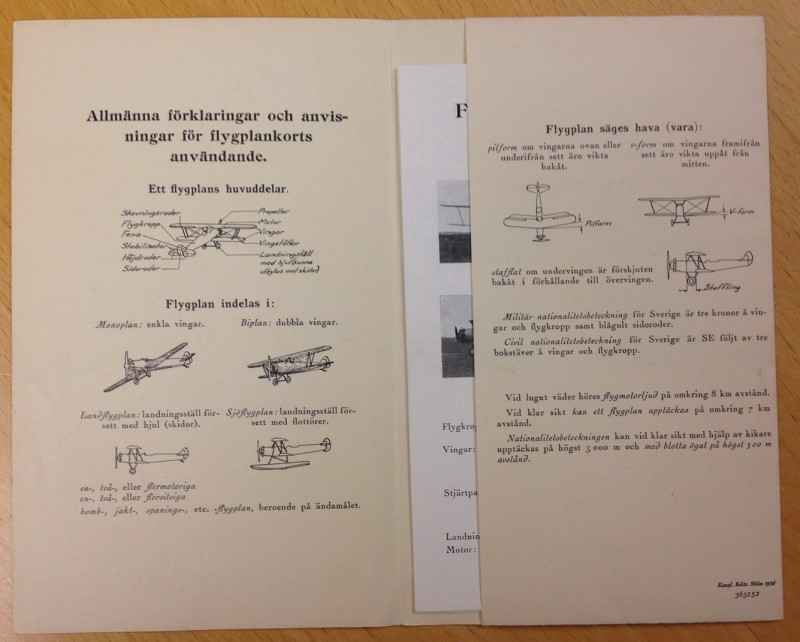 Allmänna förklaringar och anvis-
ningar för flygplankorts
användande.
Ett flygplans huvuddelar.
Skevningsroder
Flygkropp
Fena
Stabilisator
Höjdroder
Sidoroder
Propeller
Motor
Vingar
Vingstöttor
Landningsställ
med hjul (kunna
utbytas mot skidor)
Flygplan indelas i:
Monoplan: enkla vingar.
Biplan: dubbla vingar.
Landflygplan: landningsställ för-
sett med hjul (skidor).
Sjöflygplan: landningsställ för-
sett med flottörer.
en-, två-, eller flermotoriga
en-, två-, eller flersitsiga
bomb-, jakt-, spanings-, etc. -flygplan, beroende på ändamålet.
F
Flygkro
Vingar:
Stjärtpa
Landnin
Motor:
Flygplan säges hava (vara):
pilform om vingarna ovan eller
underifrån sett äro vikta
bakåt.
v-form om vingarna framifrån
sett äro vikta uppåt från
mitten.
Pilform
V-form
stafflat om undervingen är förskjuten
bakåt i förhållande till övervingen.
Staffling
Militär nationalitetsbeteckning för Sverige är tre kronor å vin-
gar och flygkropp samt blågult sidoroder.
Civil nationalitetsbeteckning för Sverige är SE följt av tre
bokstäver å vingar och flygkropp.
Vid lugnt väder höres flygmotorljud på omkring 8 km avstånd.
Vid klar sikt kan ett flygplan upptäckas på omkring 7 km
avstånd.
Nationalitetsbeteckningen kan vid klar sikt med hjälp av kikare
upptäckas på högst 3 000 m och med blotta ögat på högst 500 m
avstånd.
Kungl. Boktr. Sthlm 1936
363152